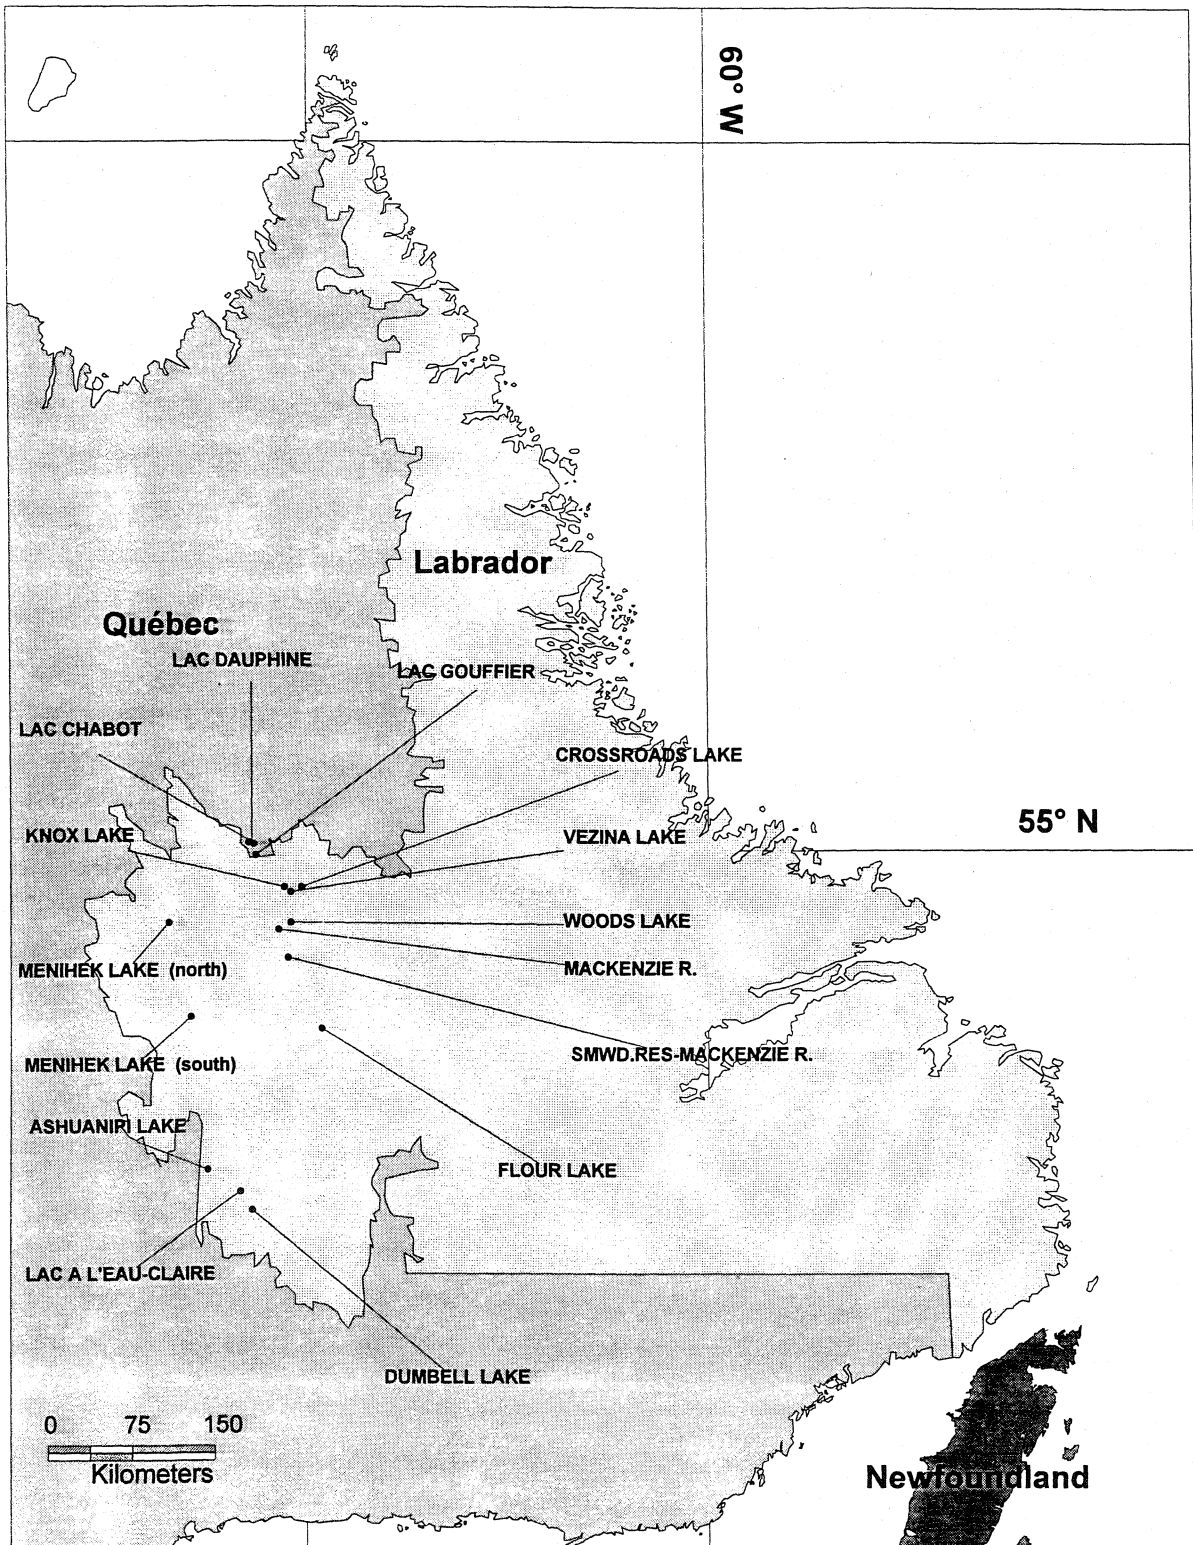 60° W
Labrador
Québec
LAC DAUPHINE
LAC GOUFFIER
LAC CHABOT
CROSSROADS LAKE
55° N
KNOX LAKE
VEZINA LAKE
WOODS LAKE
MENIHEK LAKE (north)
MACKENZIE R.
SMWD.RES-MACKENZIE R.
MENIHEK LAKE (south)
ASHUANIPI LAKE
FLOUR LAKE
LAC A L'EAU-CLAIRE
DUMBELL LAKE
0 75 150
Kilometers
Newfoundland